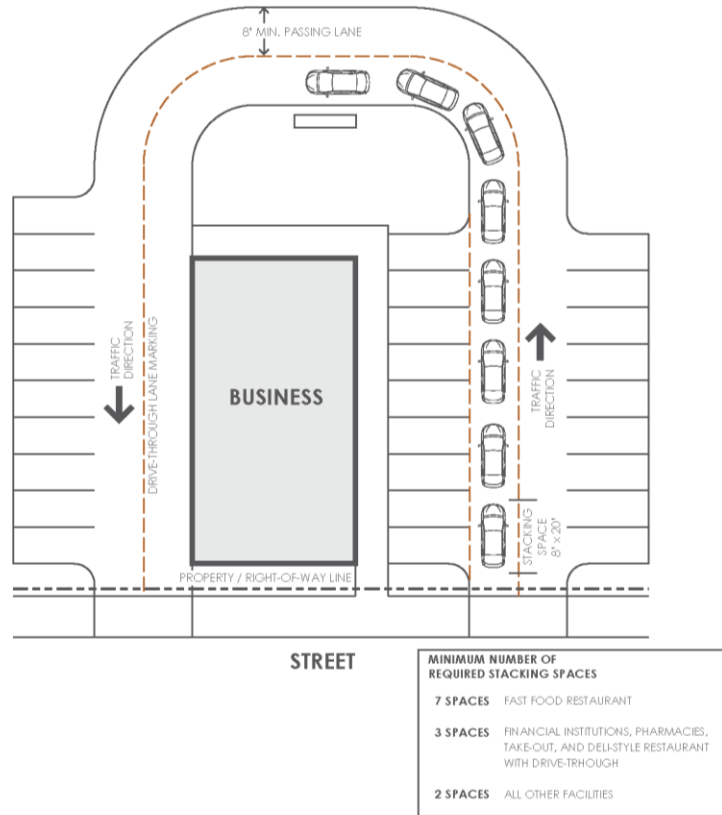 8' MIN. PASSING LANE
TRAFFIC
DIRECTION
DRIVE-THROUGH LANE MARKING
BUSINESS
TRAFFIC
DIRECTION
STACKING
SPACE
8' x 20'
PROPERTY / RIGHT-OF-WAY LINE
STREET
MINIMUM NUMBER OF
REQUIRED STACKING SPACES
7 SPACES FAST FOOD RESTAURANT
3 SPACES FINANCIAL INSTITUTIONS, PHARMACIES,
TAKE-OUT, AND DELI-STYLE RESTAURANT
WITH DRIVE-TRHOUGH
2 SPACES ALL OTHER FACILITIES